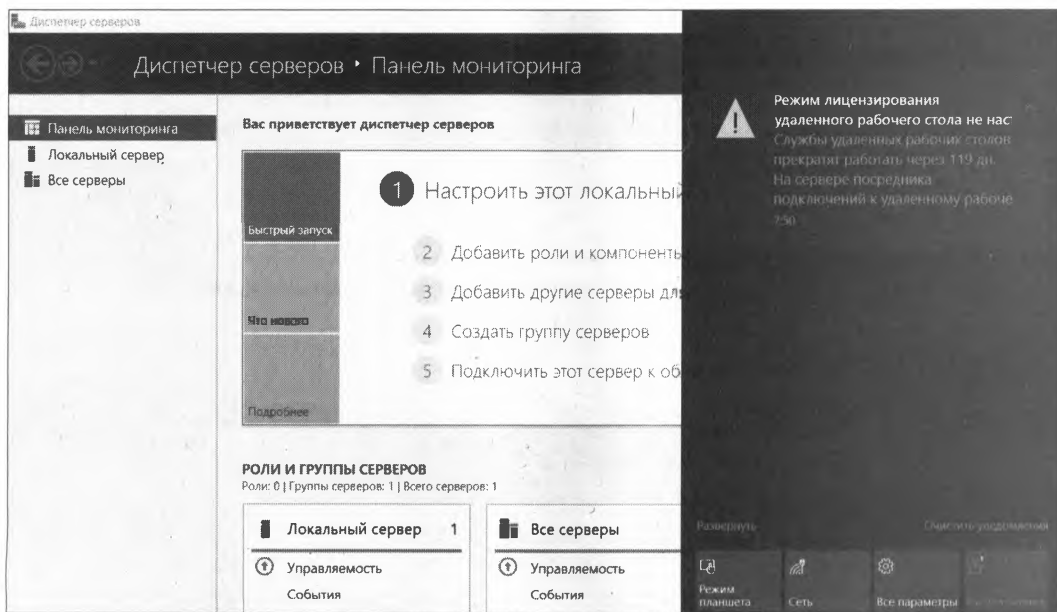 Диспетчер серверов
Диспетчер серверов • Панель мониторинга
Панель мониторинга
Локальный сервер
Все серверы
Вас приветствует диспетчер серверов
Быстрый запуск
Что нового
Подробнее
1 Настроить этот локальный
2 Добавить роли и компоненты
3 Добавить другие серверы для
4 Создать группу серверов
5 Подключить этот сервер к об
РОЛИ И ГРУППЫ СЕРВЕРОВ
Роли: 0 | Группы серверов: 1 | Всего серверов: 1
Локальный сервер 1
Управляемость
События
Все серверы
Управляемость
События
Режим лицензирования
удаленного рабочего стола не нас
Службы удаленных рабочих столов
прекратят работать через 119 дн.
На сервере посредника
подключений к удаленному рабоче
7:50
Развернуть
Очистить уведомления
Режим
планшета
Сеть
Все параметры